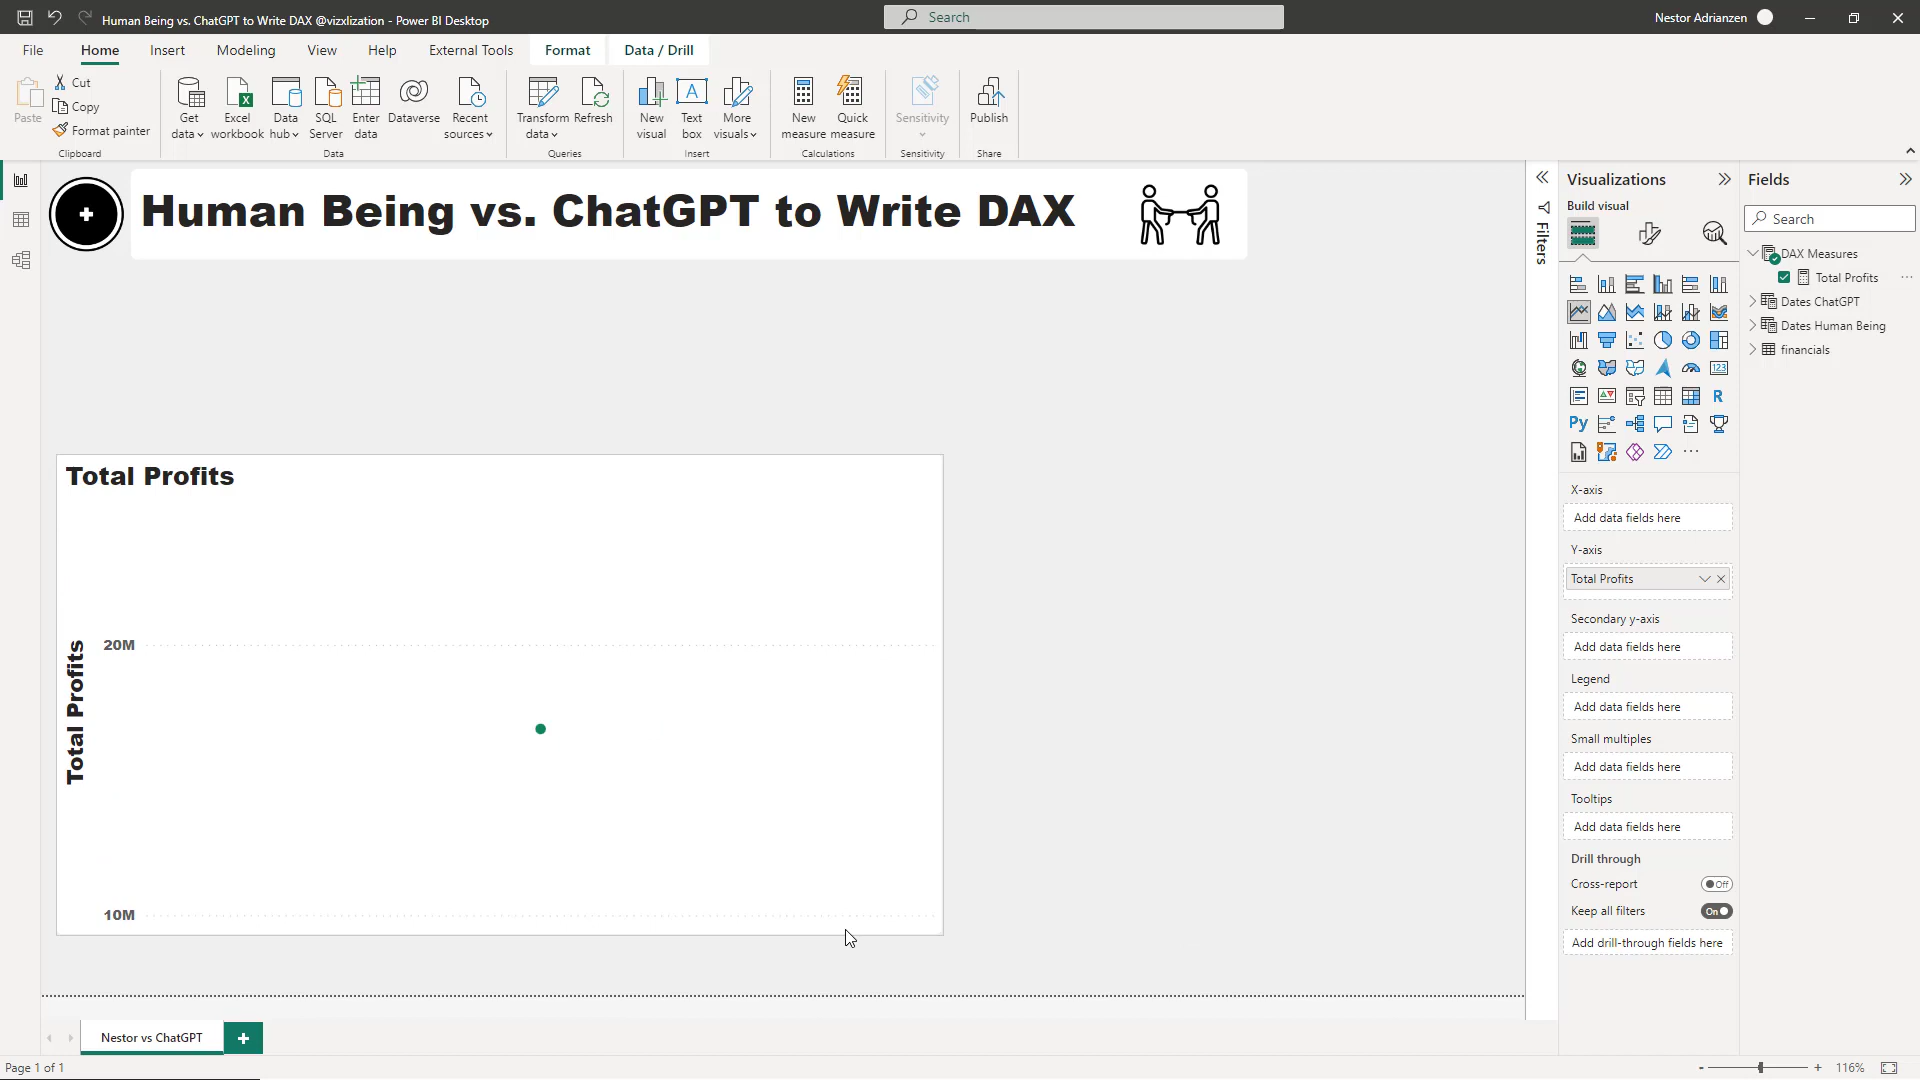 Human Being vs. ChatGPT to Write DAX @vizxlization - Power BI Desktop
Search
Nestor Adrianzen
File
Home
Insert
Modeling
View
Help
External Tools
Format
Data / Drill
Paste
Cut
Copy
Format painter
Clipboard
Get data
Excel workbook
Data hub
SQL Server
Enter data
Dataverse
Recent sources
Data
Transform data
Refresh
Queries
New visual
Text box
More visuals
Insert
New measure
Quick measure
Calculations
Sensitivity
Sensitivity
Publish
Share
Human Being vs. ChatGPT to Write DAX
Total Profits
Total Profits
20M
10M
Filters
Visualizations
Build visual
123
R
Py
X-axis
Add data fields here
Y-axis
Total Profits
Secondary y-axis
Add data fields here
Legend
Add data fields here
Small multiples
Add data fields here
Tooltips
Add data fields here
Drill through
Cross-report
Off
Keep all filters
On
Add drill-through fields here
Fields
Search
DAX Measures
Total Profits
Dates ChatGPT
Dates Human Being
financials
Nestor vs ChatGPT
Page 1 of 1
116%